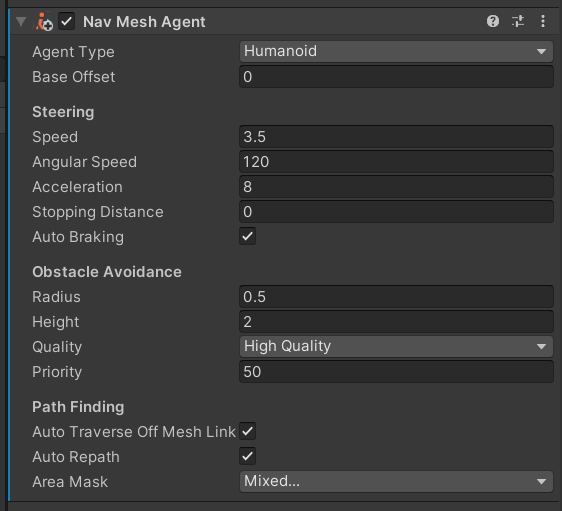 Nav Mesh Agent
Agent Type Humanoid
Base Offset 0
Steering
Speed 3.5
Angular Speed 120
Acceleration 8
Stopping Distance 0
Auto Braking
Obstacle Avoidance
Radius 0.5
Height 2
Quality High Quality
Priority 50
Path Finding
Auto Traverse Off Mesh Link
Auto Repath
Area Mask Mixed...